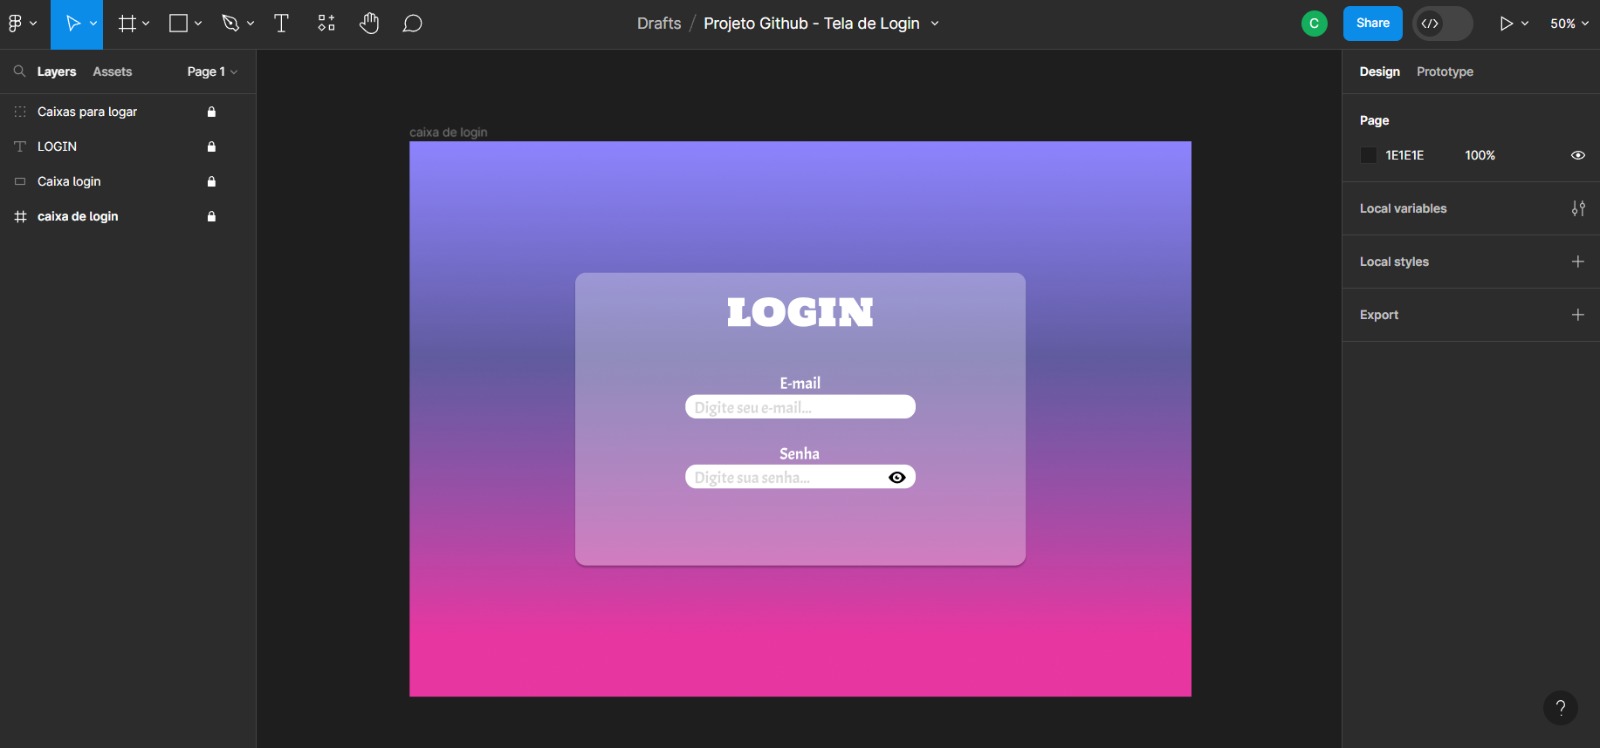 Drafts / Projeto Github - Tela de Login
C
Share
50%
Layers
Assets
Page 1
Caixas para logar
LOGIN
Caixa login
caixa de login
caixa de login
LOGIN
E-mail
Digite seu e-mail...
Senha
Digite sua senha...
Design
Prototype
Page
1E1E1E
100%
Local variables
Local styles
Export
?